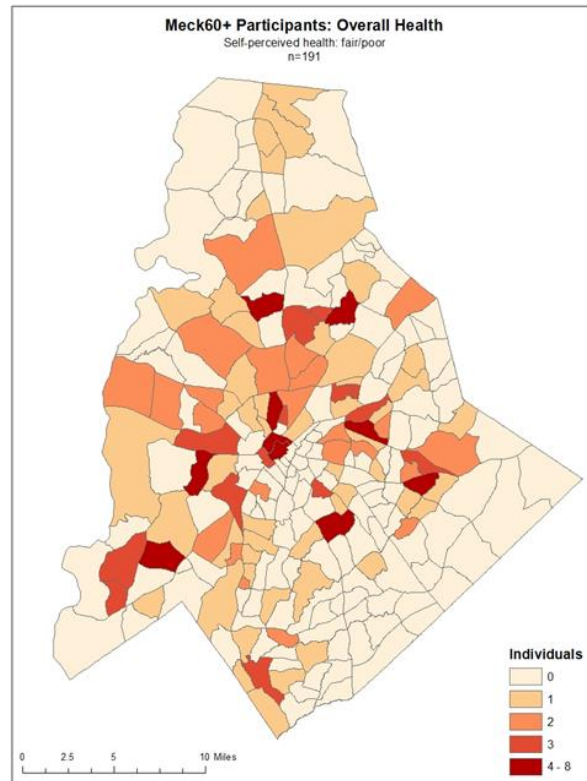 Meck60+ Participants: Overall Health
Self-perceived health: fair/poor
n=191
Individuals
0
1
2
3
4 - 8
0 2.5 5 10 Miles